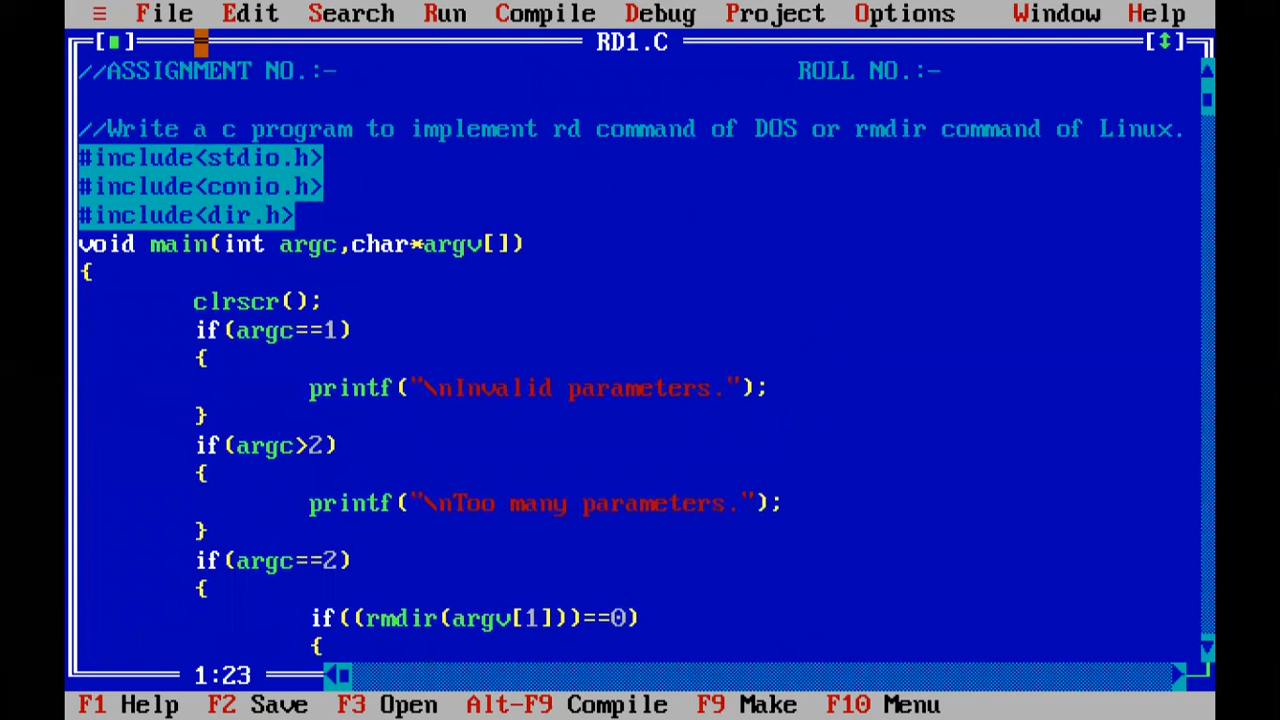 ≡ File Edit Search Run Compile Debug Project Options Window Help
[■] RD1.C [↕]
//ASSIGNMENT NO.:- ROLL NO.:-
//Write a c program to implement rd command of DOS or rmdir command of Linux.
#include<stdio.h>
#include<conio.h>
#include<dir.h>
void main(int argc,char*argv[])
{
clrscr();
if(argc==1)
{
printf("\nInvalid parameters.");
}
if(argc>2)
{
printf("\nToo many parameters.");
}
if(argc==2)
{
if((rmdir(argv[1]))==0)
{
1:23
F1 Help F2 Save F3 Open Alt-F9 Compile F9 Make F10 Menu